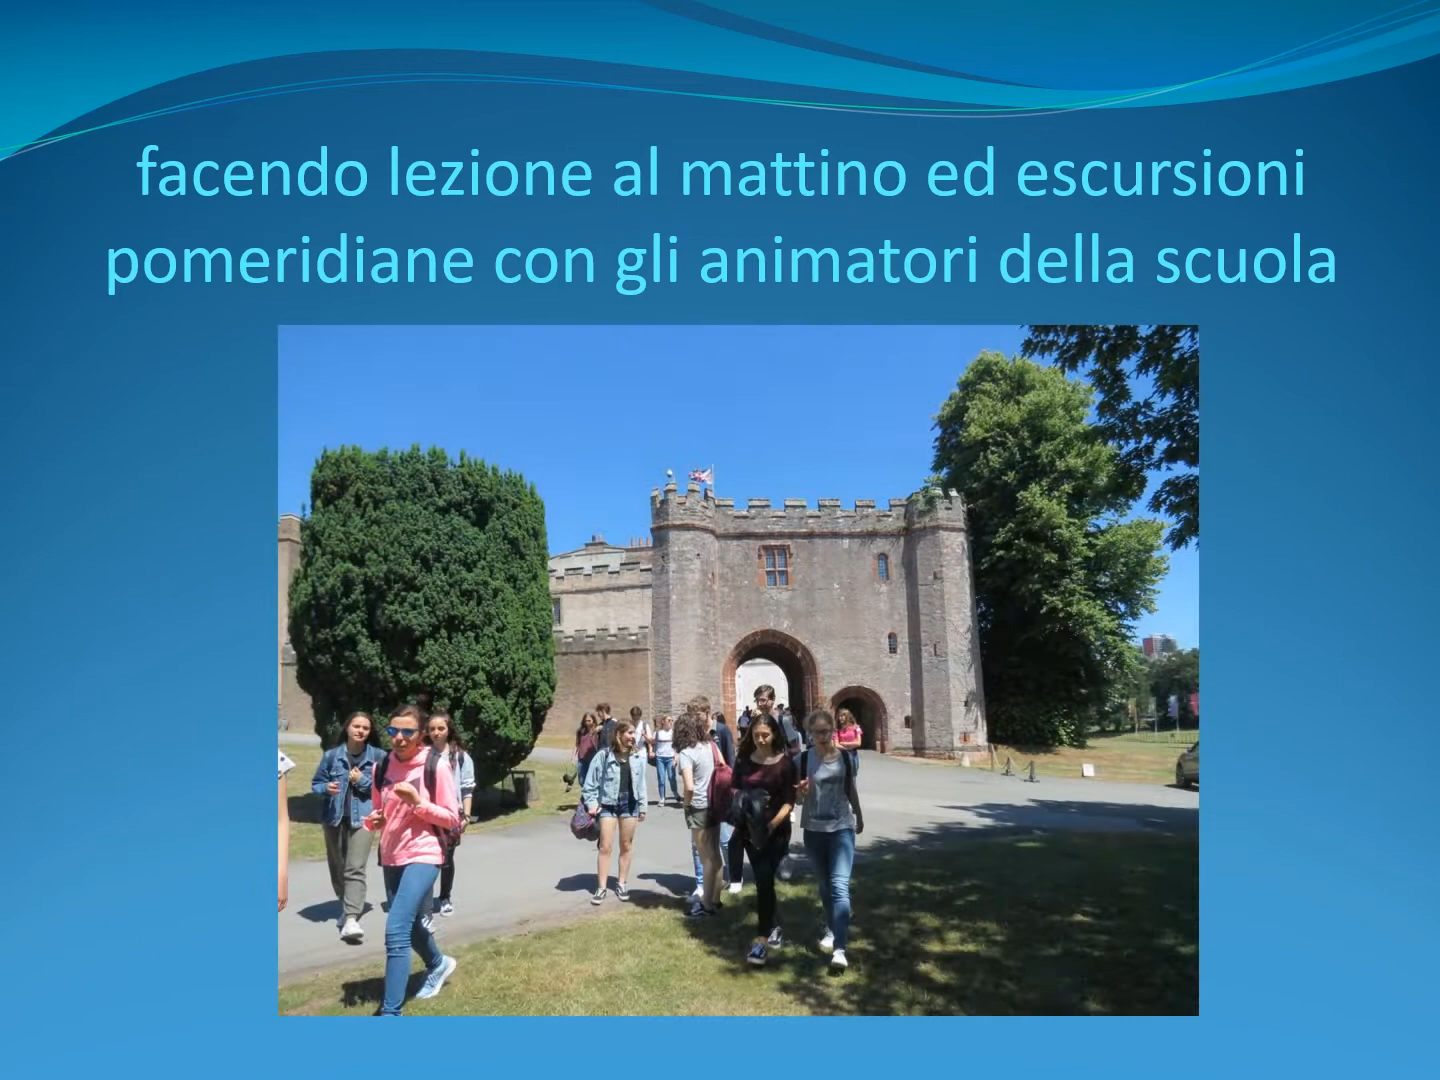 facendo lezione al mattino ed escursioni
pomeridiane con gli animatori della scuola